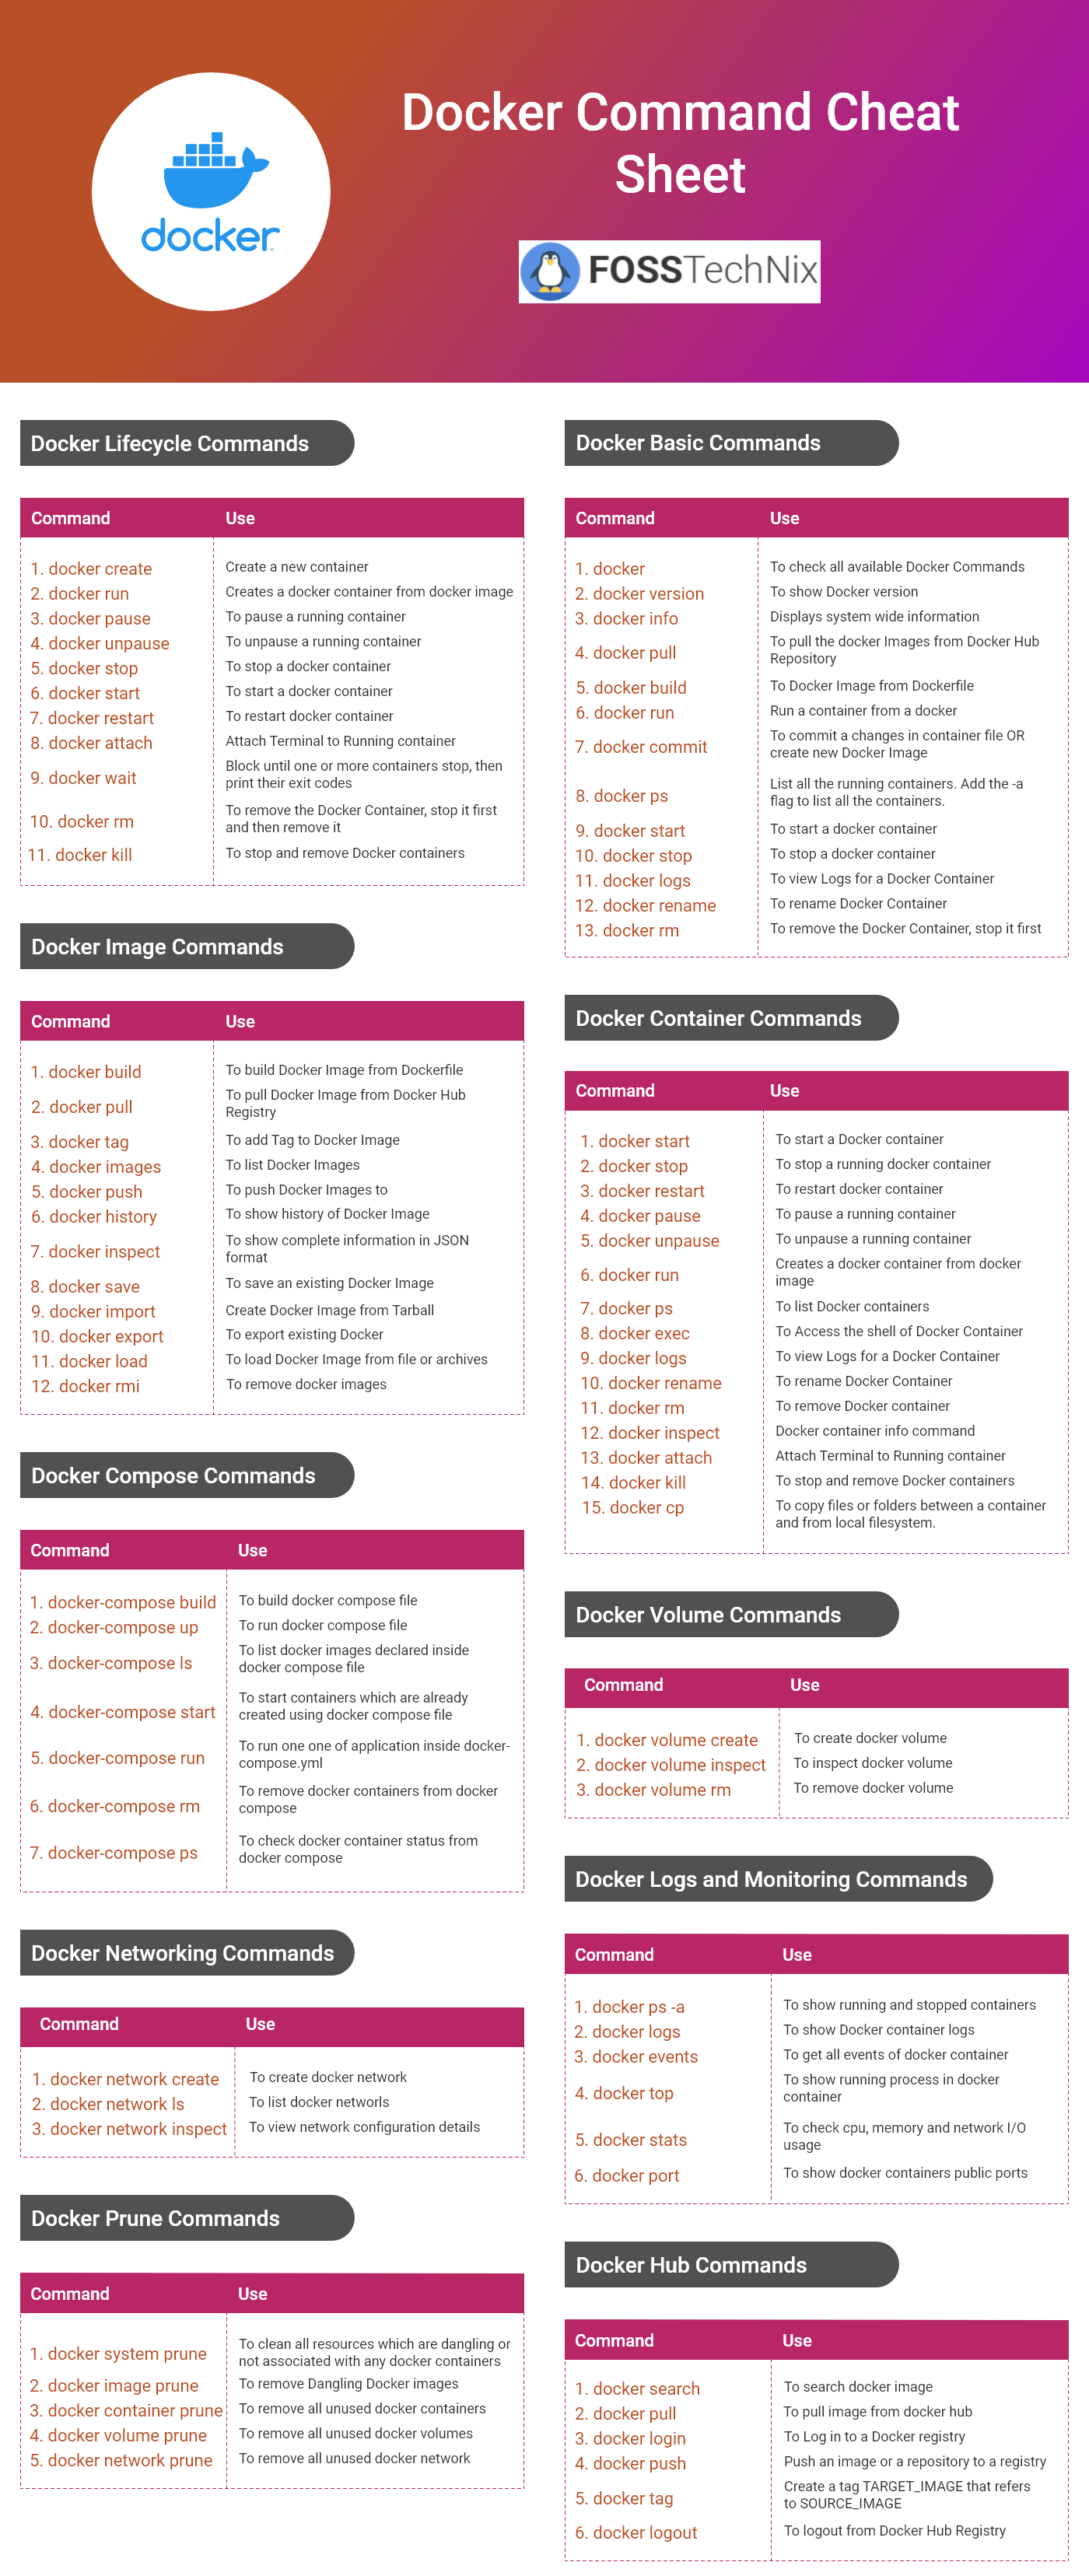 docker
Docker Command Cheat
Sheet
FOSSTechNix
Docker Lifecycle Commands
Command Use
1. docker create Create a new container
2. docker run Creates a docker container from docker image
3. docker pause To pause a running container
4. docker unpause To unpause a running container
5. docker stop To stop a docker container
6. docker start To start a docker container
7. docker restart To restart docker container
8. docker attach Attach Terminal to Running container
9. docker wait Block until one or more containers stop, then
print their exit codes
10. docker rm To remove the Docker Container, stop it first
and then remove it
11. docker kill To stop and remove Docker containers
Docker Image Commands
Command Use
1. docker build To build Docker Image from Dockerfile
2. docker pull To pull Docker Image from Docker Hub
Registry
3. docker tag To add Tag to Docker Image
4. docker images To list Docker Images
5. docker push To push Docker Images to
6. docker history To show history of Docker Image
7. docker inspect To show complete information in JSON
format
8. docker save To save an existing Docker Image
9. docker import Create Docker Image from Tarball
10. docker export To export existing Docker
11. docker load To load Docker Image from file or archives
12. docker rmi To remove docker images
Docker Compose Commands
Command Use
1. docker-compose build To build docker compose file
2. docker-compose up To run docker compose file
3. docker-compose ls To list docker images declared inside
docker compose file
4. docker-compose start To start containers which are already
created using docker compose file
5. docker-compose run To run one one of application inside docker-
compose.yml
6. docker-compose rm To remove docker containers from docker
compose
7. docker-compose ps To check docker container status from
docker compose
Docker Networking Commands
Command Use
1. docker network create To create docker network
2. docker network ls To list docker networls
3. docker network inspect To view network configuration details
Docker Prune Commands
Command Use
1. docker system prune To clean all resources which are dangling or
not associated with any docker containers
2. docker image prune To remove Dangling Docker images
3. docker container prune To remove all unused docker containers
4. docker volume prune To remove all unused docker volumes
5. docker network prune To remove all unused docker network
Docker Basic Commands
Command Use
1. docker To check all available Docker Commands
2. docker version To show Docker version
3. docker info Displays system wide information
4. docker pull To pull the docker Images from Docker Hub
Repository
5. docker build To Docker Image from Dockerfile
6. docker run Run a container from a docker
7. docker commit To commit a changes in container file OR
create new Docker Image
8. docker ps List all the running containers. Add the -a
flag to list all the containers.
9. docker start To start a docker container
10. docker stop To stop a docker container
11. docker logs To view Logs for a Docker Container
12. docker rename To rename Docker Container
13. docker rm To remove the Docker Container, stop it first
Docker Container Commands
Command Use
1. docker start To start a Docker container
2. docker stop To stop a running docker container
3. docker restart To restart docker container
4. docker pause To pause a running container
5. docker unpause To unpause a running container
6. docker run Creates a docker container from docker
image
7. docker ps To list Docker containers
8. docker exec To Access the shell of Docker Container
9. docker logs To view Logs for a Docker Container
10. docker rename To rename Docker Container
11. docker rm To remove Docker container
12. docker inspect Docker container info command
13. docker attach Attach Terminal to Running container
14. docker kill To stop and remove Docker containers
15. docker cp To copy files or folders between a container
and from local filesystem.
Docker Volume Commands
Command Use
1. docker volume create To create docker volume
2. docker volume inspect To inspect docker volume
3. docker volume rm To remove docker volume
Docker Logs and Monitoring Commands
Command Use
1. docker ps -a To show running and stopped containers
2. docker logs To show Docker container logs
3. docker events To get all events of docker container
4. docker top To show running process in docker
container
5. docker stats To check cpu, memory and network I/O
usage
6. docker port To show docker containers public ports
Docker Hub Commands
Command Use
1. docker search To search docker image
2. docker pull To pull image from docker hub
3. docker login To Log in to a Docker registry
4. docker push Push an image or a repository to a registry
5. docker tag Create a tag TARGET_IMAGE that refers
to SOURCE_IMAGE
6. docker logout To logout from Docker Hub Registry